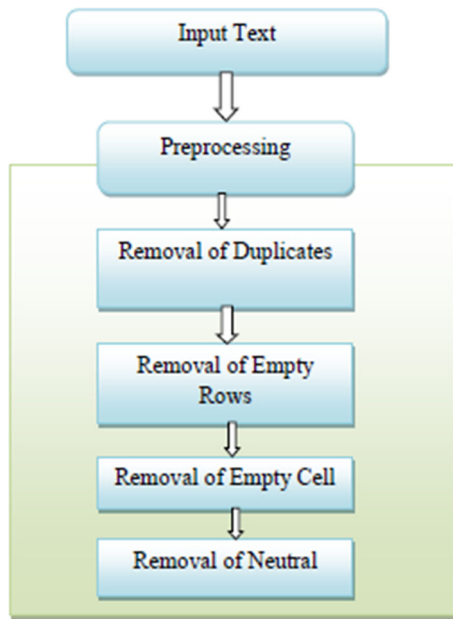 Input Text
Preprocessing
Removal of Duplicates
Removal of Empty
Rows
Removal of Empty Cell
Removal of Neutral